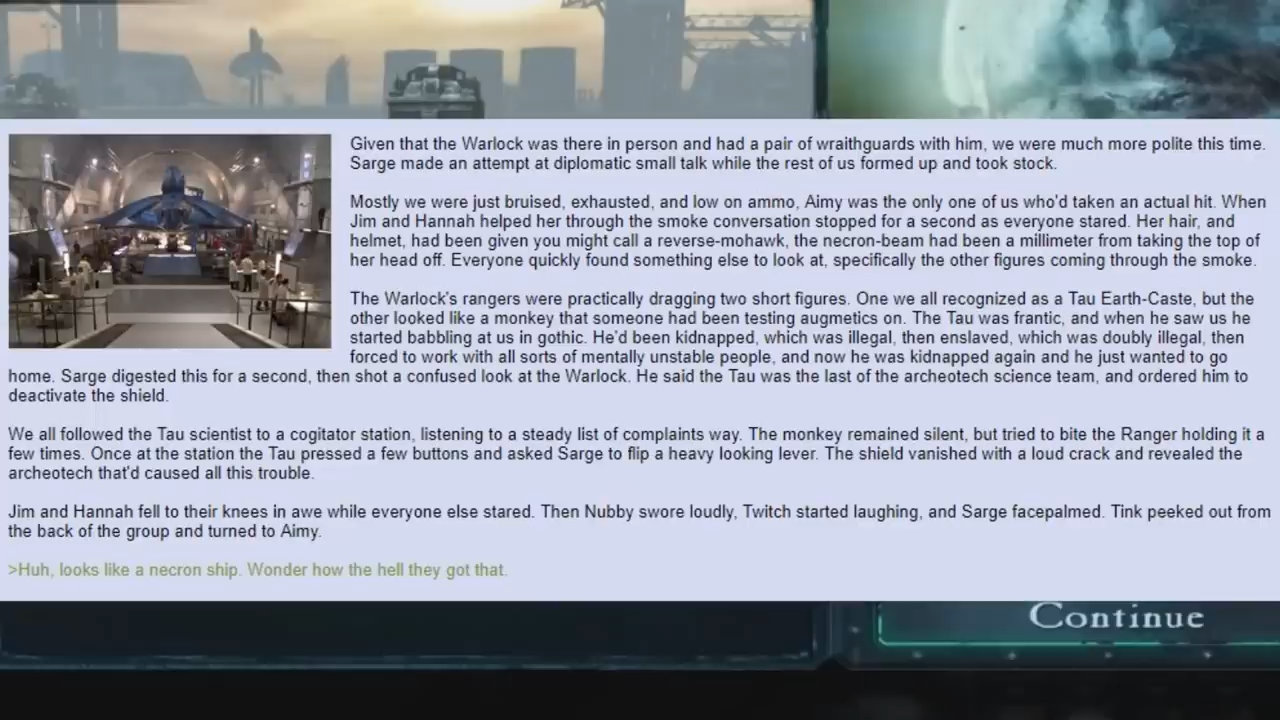 Given that the Warlock was there in person and had a pair of wraithguards with him, we were much more polite this time.
Sarge made an attempt at diplomatic small talk while the rest of us formed up and took stock.
Mostly we were just bruised, exhausted, and low on ammo, Aimy was the only one of us who'd taken an actual hit. When
Jim and Hannah helped her through the smoke conversation stopped for a second as everyone stared. Her hair, and
helmet, had been given you might call a reverse-mohawk, the necron-beam had been a millimeter from taking the top of
her head off. Everyone quickly found something else to look at, specifically the other figures coming through the smoke.
The Warlock's rangers were practically dragging two short figures. One we all recognized as a Tau Earth-Caste, but the
other looked like a monkey that someone had been testing augmetics on. The Tau was frantic, and when he saw us he
started babbling at us in gothic. He'd been kidnapped, which was illegal, then enslaved, which was doubly illegal, then
forced to work with all sorts of mentally unstable people, and now he was kidnapped again and he just wanted to go
home. Sarge digested this for a second, then shot a confused look at the Warlock. He said the Tau was the last of the archeotech science team, and ordered him to
deactivate the shield.
We all followed the Tau scientist to a cogitator station, listening to a steady list of complaints way. The monkey remained silent, but tried to bite the Ranger holding it a
few times. Once at the station the Tau pressed a few buttons and asked Sarge to flip a heavy looking lever. The shield vanished with a loud crack and revealed the
archeotech that'd caused all this trouble.
Jim and Hannah fell to their knees in awe while everyone else stared. Then Nubby swore loudly, Twitch started laughing, and Sarge facepalmed. Tink peeked out from
the back of the group and turned to Aimy.
>Huh, looks like a necron ship. Wonder how the hell they got that.
Continue